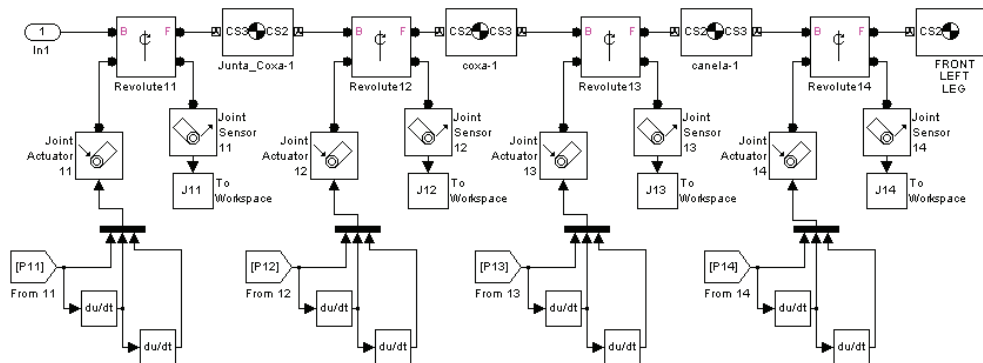 1
In1
B
F
Revolute11
CS3
CS2
Junta_Coxa-1
B
F
Revolute12
CS2
CS3
coxa-1
B
F
Revolute13
CS2
CS3
canela-1
B
F
Revolute14
CS2
FRONT
LEFT
LEG
Joint
Actuator
11
Joint
Sensor
11
Joint
Actuator
12
Joint
Sensor
12
Joint
Actuator
13
Joint
Sensor
13
Joint
Actuator
14
Joint
Sensor
14
J11
To
Workspace
J12
To
Workspace
J13
To
Workspace
J14
To
Workspace
[P11]
From 11
du/dt
du/dt
[P12]
From 12
du/dt
du/dt
[P13]
From 13
du/dt
du/dt
[P14]
From 14
du/dt
du/dt